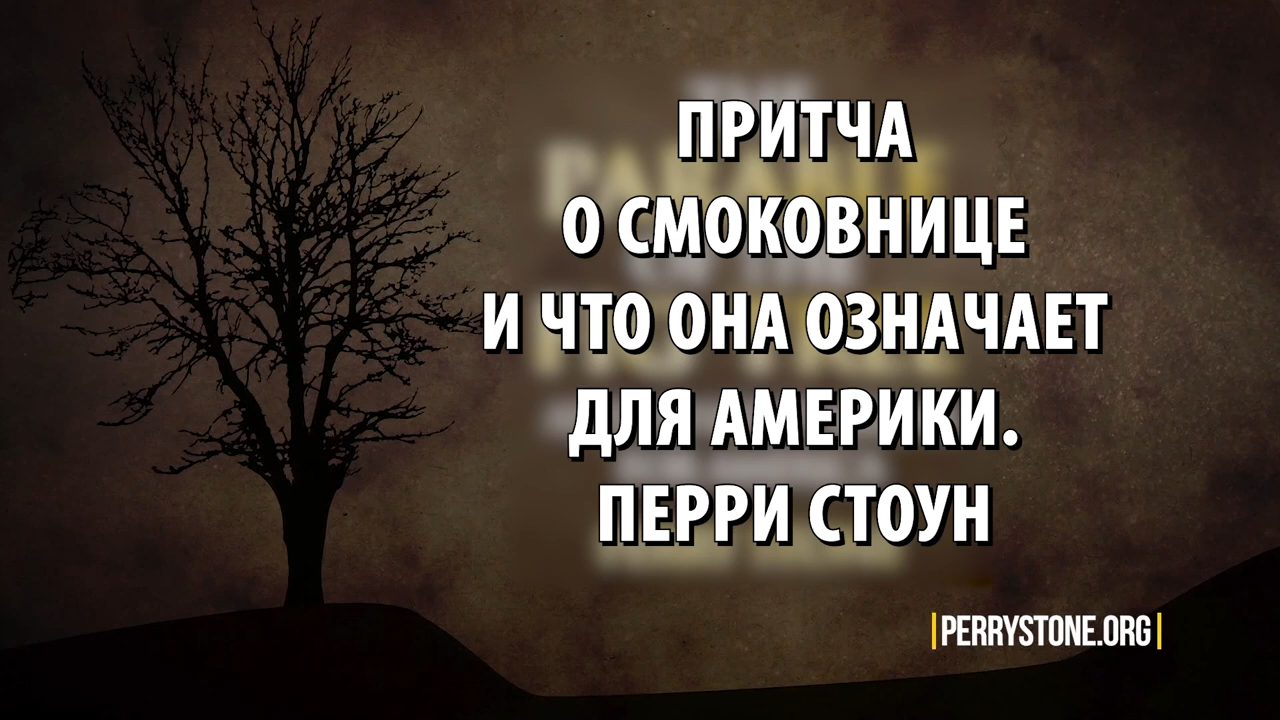 ПРИТЧА
О СМОКОВНИЦЕ
И ЧТО ОНА ОЗНАЧАЕТ
ДЛЯ АМЕРИКИ.
ПЕРРИ СТОУН
|PERRYSTONE.ORG|